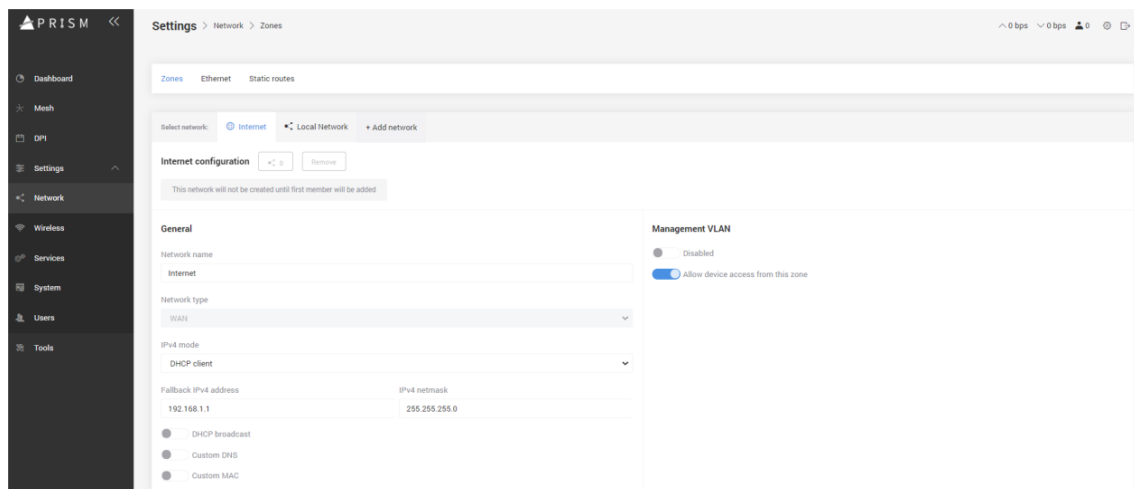 PRISM
Settings > Network > Zones
0 bps 0 bps 0
Dashboard
Mesh
DPI
Settings
Network
Wireless
Services
System
Users
Tools
Zones Ethernet Static routes
Select network: Internet Local Network + Add network
Internet configuration 0 Remove
This network will not be created until first member will be added
General
Network name
Internet
Network type
WAN
IPv4 mode
DHCP client
Fallback IPv4 address IPv4 netmask
192.168.1.1 255.255.255.0
DHCP broadcast
Custom DNS
Custom MAC
Management VLAN
Disabled
Allow device access from this zone